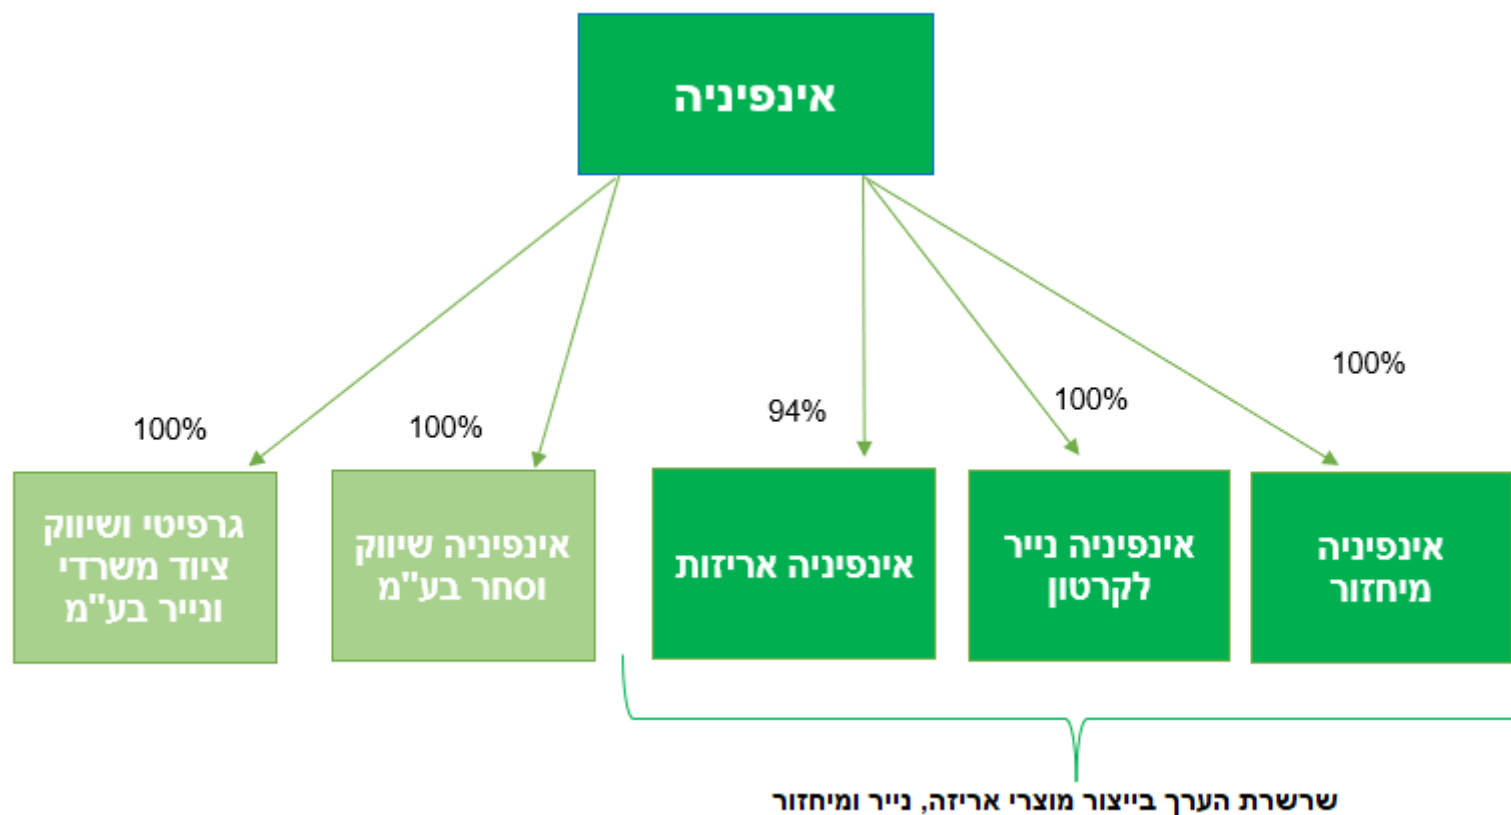 אינפיניה
100%
100%
94%
100%
100%
אינפיניה
מיחזור
אינפיניה נייר
לקרטון
אינפיניה אריזות
אינפיניה שיווק
וסחר בע"מ
גרפיטי ושיווק
ציוד משרדי
ונייר בע"מ
שרשרת הערך בייצור מוצרי אריזה, נייר ומיחזור